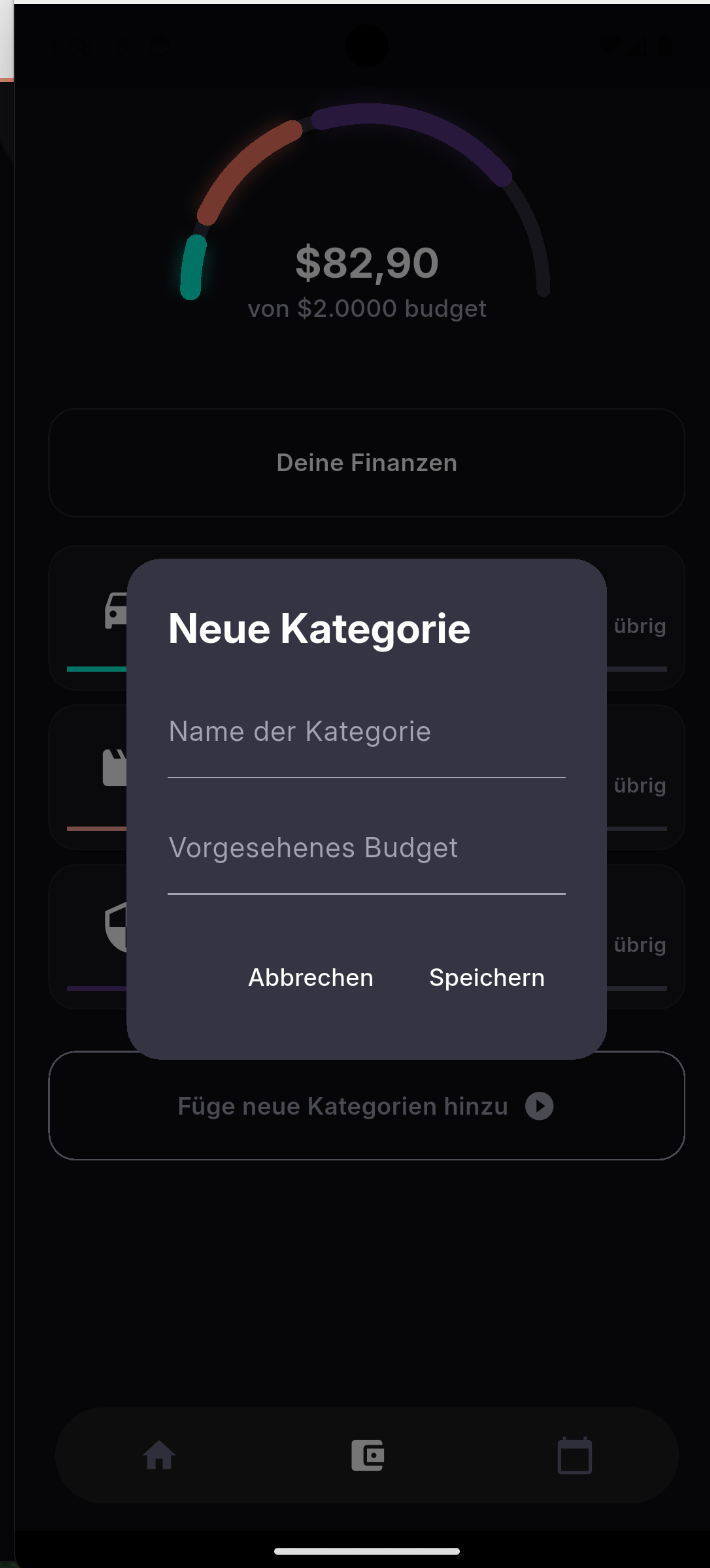 $82,90
von $2.0000 budget
Deine Finanzen
übrig
Neue Kategorie
Name der Kategorie
übrig
Vorgesehenes Budget
übrig
Abbrechen Speichern
Füge neue Kategorien hinzu